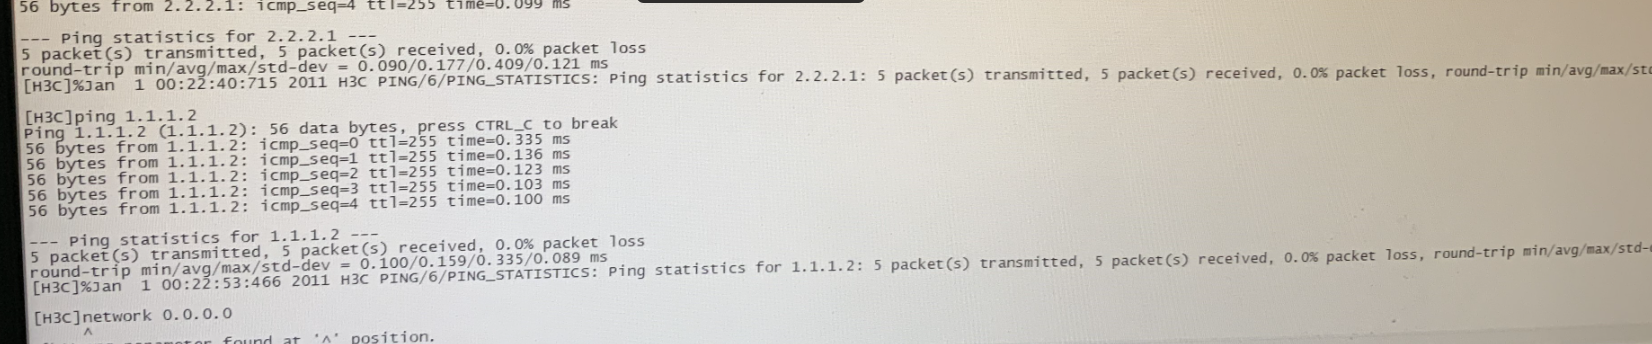 56 bytes from 2.2.2.1: icmp_seq=4 ttl=255 time=0.099 ms
--- Ping statistics for 2.2.2.1 ---
5 packet(s) transmitted, 5 packet(s) received, 0.0% packet loss
round-trip min/avg/max/std-dev = 0.090/0.177/0.409/0.121 ms
[H3C]%Jan  1 00:22:40:715 2011 H3C PING/6/PING_STATISTICS: Ping statistics for 2.2.2.1: 5 packet(s) transmitted, 5 packet(s) received, 0.0% packet loss, round-trip min/avg/max/std
[H3C]ping 1.1.1.2
Ping 1.1.1.2 (1.1.1.2): 56 data bytes, press CTRL_C to break
56 bytes from 1.1.1.2: icmp_seq=0 ttl=255 time=0.335 ms
56 bytes from 1.1.1.2: icmp_seq=1 ttl=255 time=0.136 ms
56 bytes from 1.1.1.2: icmp_seq=2 ttl=255 time=0.123 ms
56 bytes from 1.1.1.2: icmp_seq=3 ttl=255 time=0.103 ms
56 bytes from 1.1.1.2: icmp_seq=4 ttl=255 time=0.100 ms
--- Ping statistics for 1.1.1.2 ---
5 packet(s) transmitted, 5 packet(s) received, 0.0% packet loss
round-trip min/avg/max/std-dev = 0.100/0.159/0.335/0.089 ms
[H3C]%Jan  1 00:22:53:466 2011 H3C PING/6/PING_STATISTICS: Ping statistics for 1.1.1.2: 5 packet(s) transmitted, 5 packet(s) received, 0.0% packet loss, round-trip min/avg/max/std-
[H3C]network 0.0.0.0
^
found at '^' position.